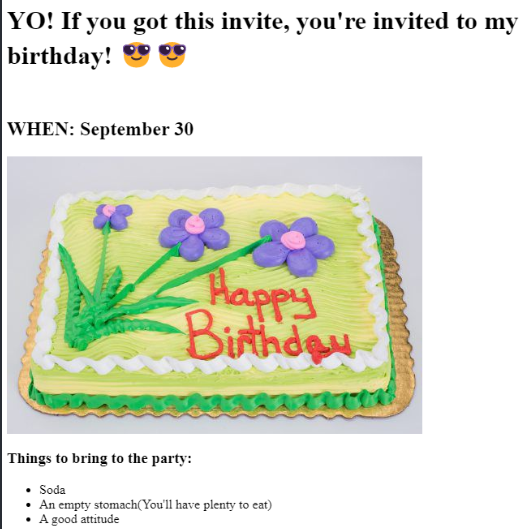 YO! If you got this invite, you're invited to my
birthday! 😎 😎
WHEN: September 30
Happy
Birthday
Things to bring to the party:
• Soda
• An empty stomach(You'll have plenty to eat)
• A good attitude